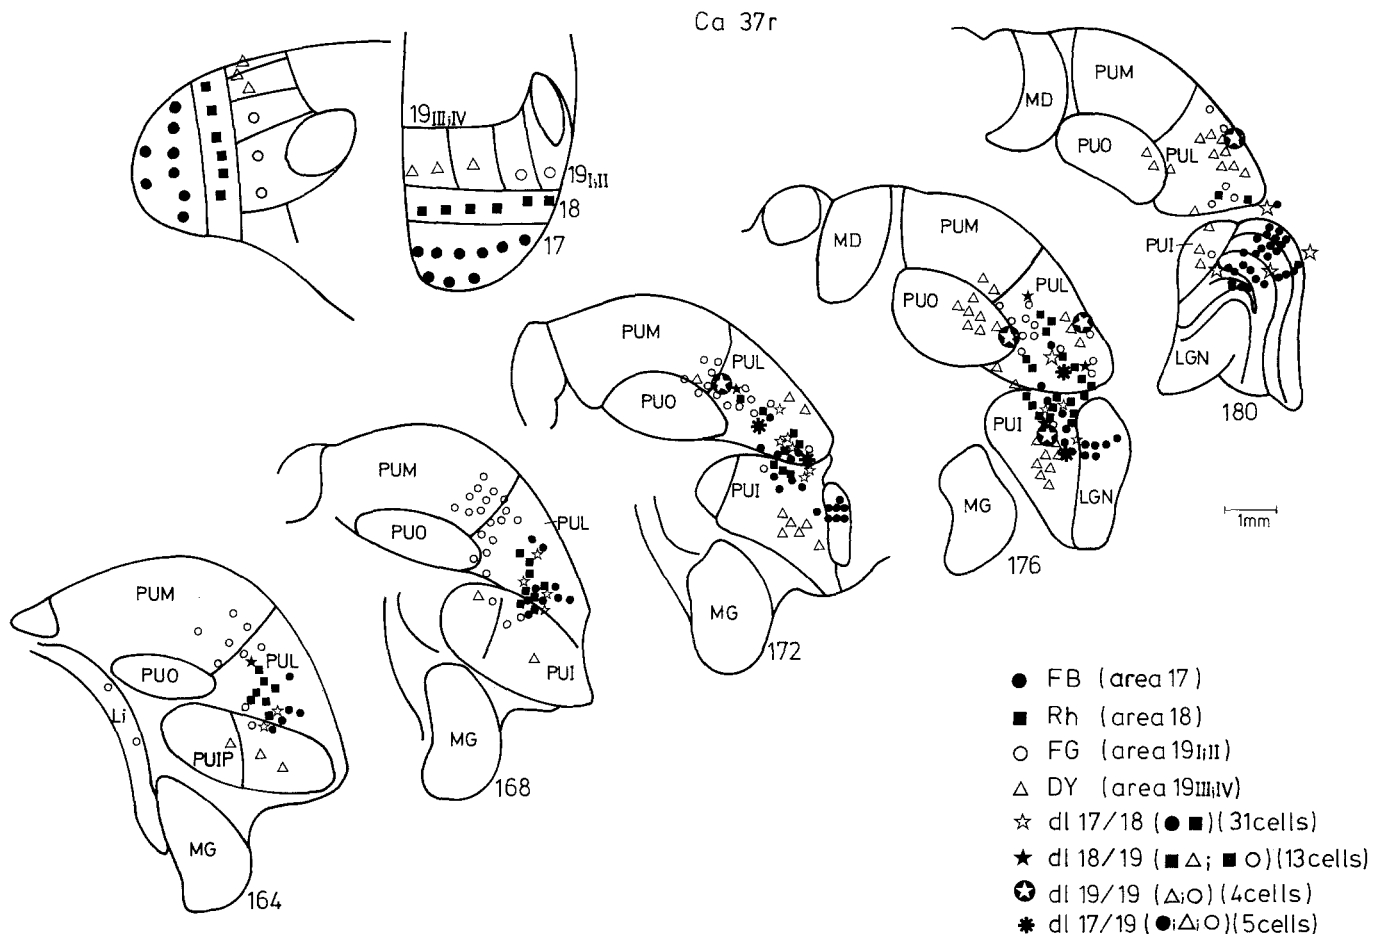 Ca 37r
19III,IV
19I,II
18
17
MD
PUM
PUO
PUL
PUI
LGN
180
MD
PUM
PUO
PUL
PUI
MG
LGN
176
1mm
PUM
PUL
PUO
PUI
MG
172
PUM
PUL
PUO
PUI
MG
168
PUM
PUO
PUL
Li
PUIP
MG
164
● FB (area 17)
■ Rh (area 18)
○ FG (area 19I,II)
△ DY (area 19III,IV)
☆ dl 17/18 (● ■) (31cells)
★ dl 18/19 (■ △; ■ ○) (13cells)
✪ dl 19/19 (△;○) (4cells)
✷ dl 17/19 (●;△;○) (5cells)